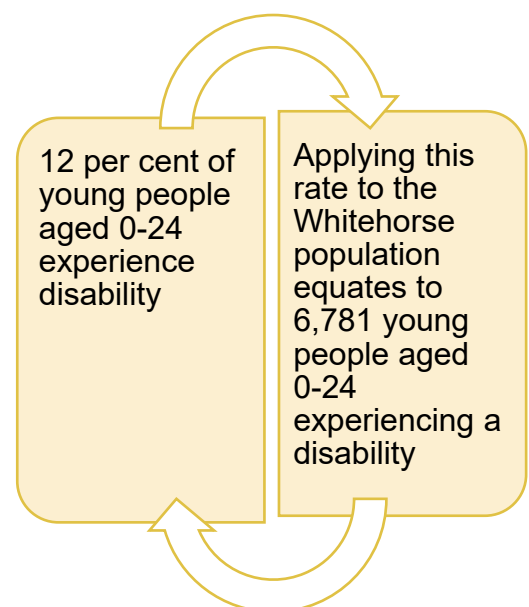 12 per cent of
young people
aged 0-24
experience
disability
Applying this
rate to the
Whitehorse
population
equates to
6,781 young
people aged
0-24
experiencing a
disability